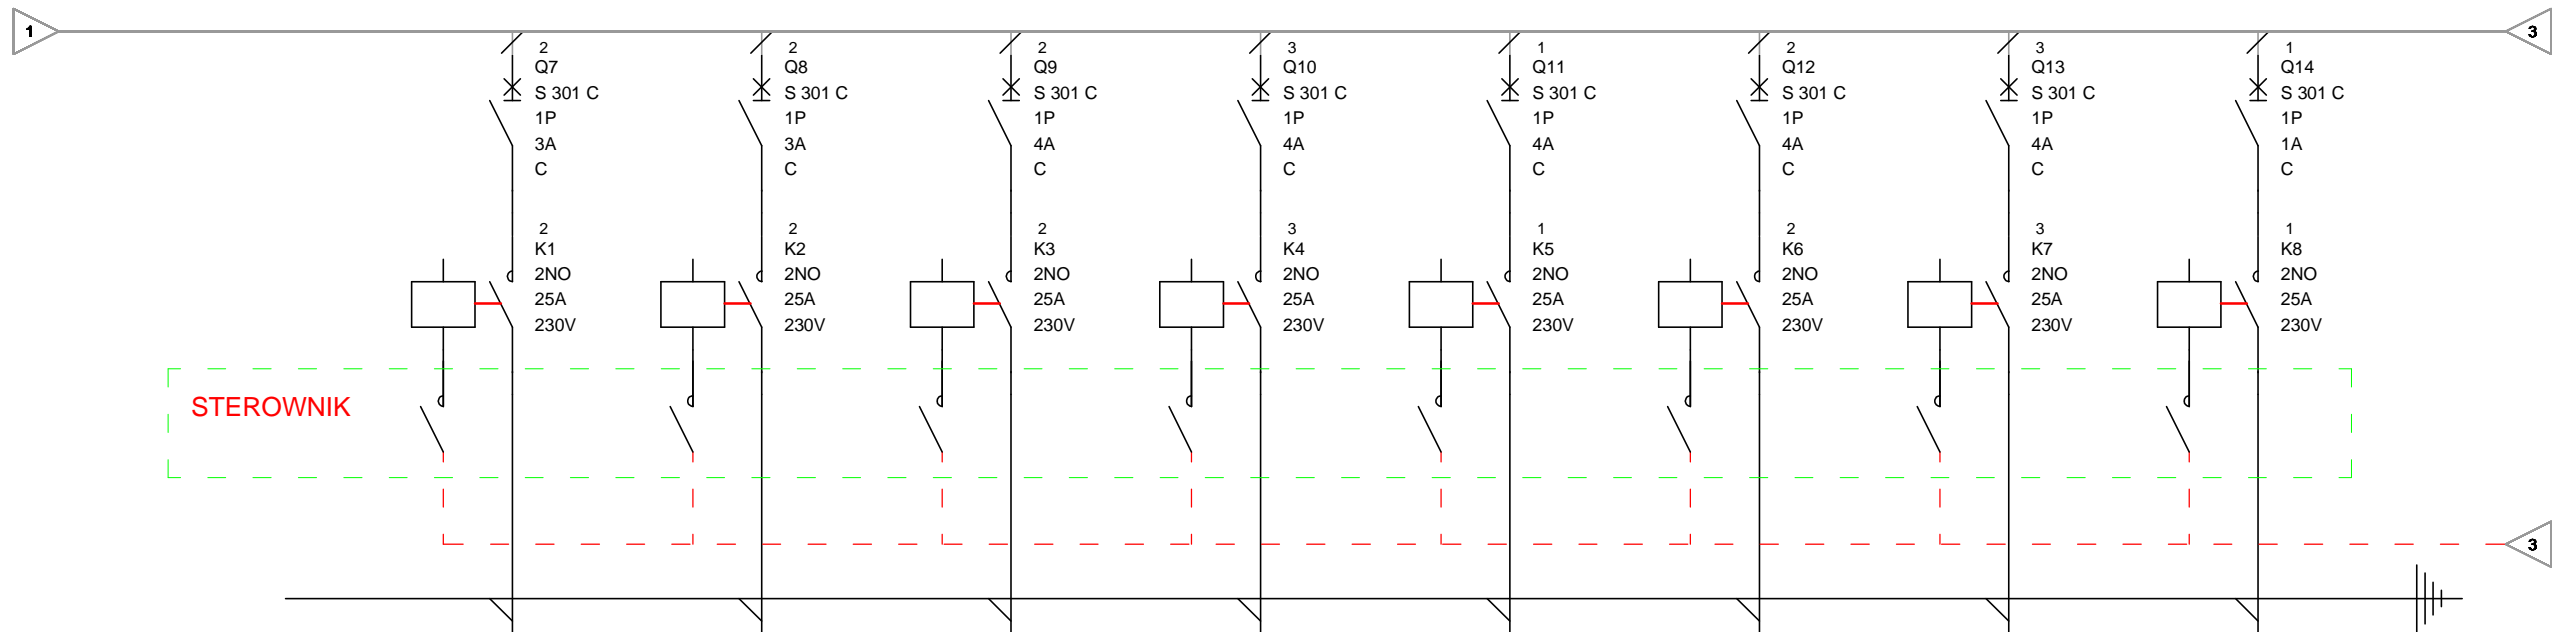 1
3
2
Q7
S 301 C
1P
3A
C
2
Q8
S 301 C
1P
3A
C
2
Q9
S 301 C
1P
4A
C
3
Q10
S 301 C
1P
4A
C
1
Q11
S 301 C
1P
4A
C
2
Q12
S 301 C
1P
4A
C
3
Q13
S 301 C
1P
4A
C
1
Q14
S 301 C
1P
1A
C
2
K1
2NO
25A
230V
2
K2
2NO
25A
230V
2
K3
2NO
25A
230V
3
K4
2NO
25A
230V
1
K5
2NO
25A
230V
2
K6
2NO
25A
230V
3
K7
2NO
25A
230V
1
K8
2NO
25A
230V
STEROWNIK
3